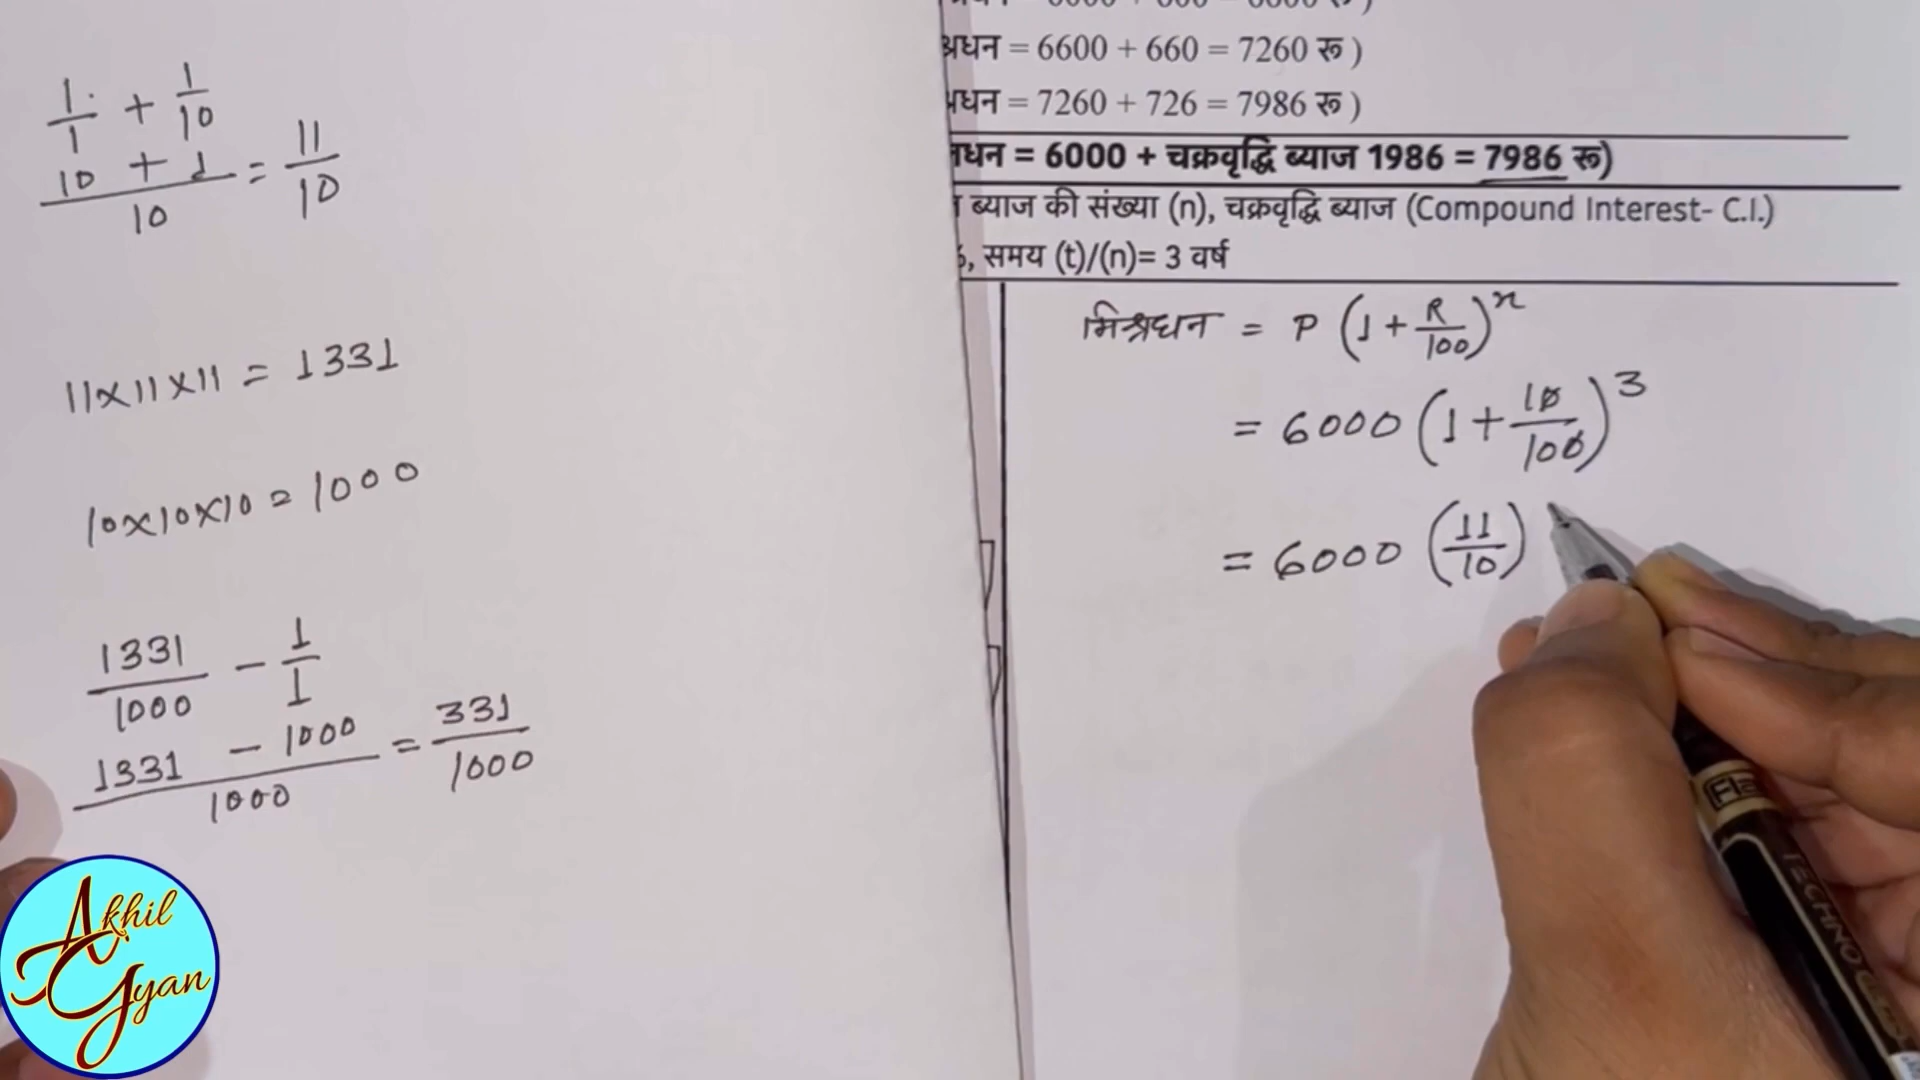 1/1 + 1/10
10 + 1/10 = 11/10
11×11×11 = 1331
10×10×10 = 1000
1331/1000 − 1/1
1331 − 1000/1000 = 331/1000
= 6600 + 660 = 7260 रू )
= 7260 + 726 = 7986 रू )
= 6000 + चक्रवृद्धि ब्याज 1986 = 7986 रू)
ब्याज की संख्या (n), चक्रवृद्धि ब्याज (Compound Interest- C.I.)
, समय (t)/(n)= 3 वर्ष
मिश्रधन = P (1 + R/100)^n
= 6000 (1 + 10/100)^3
= 6000 (11/10)
Akhil
Gyan
TECHNO